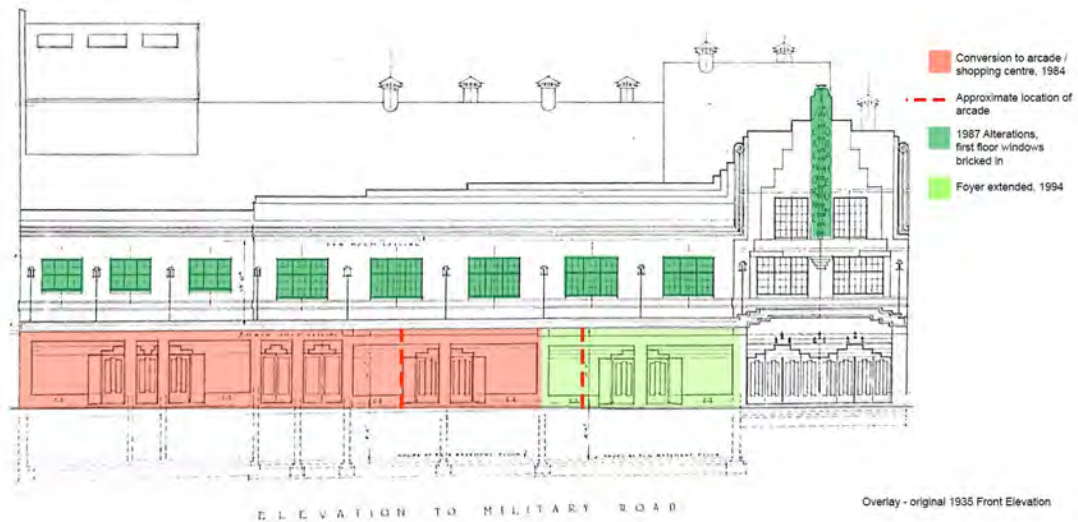 Conversion to arcade /
shopping centre, 1984
Approximate location of
arcade
1987 Alterations,
first floor windows
bricked in
Foyer extended, 1994
ELEVATION TO MILITARY ROAD
Overlay - original 1935 Front Elevation